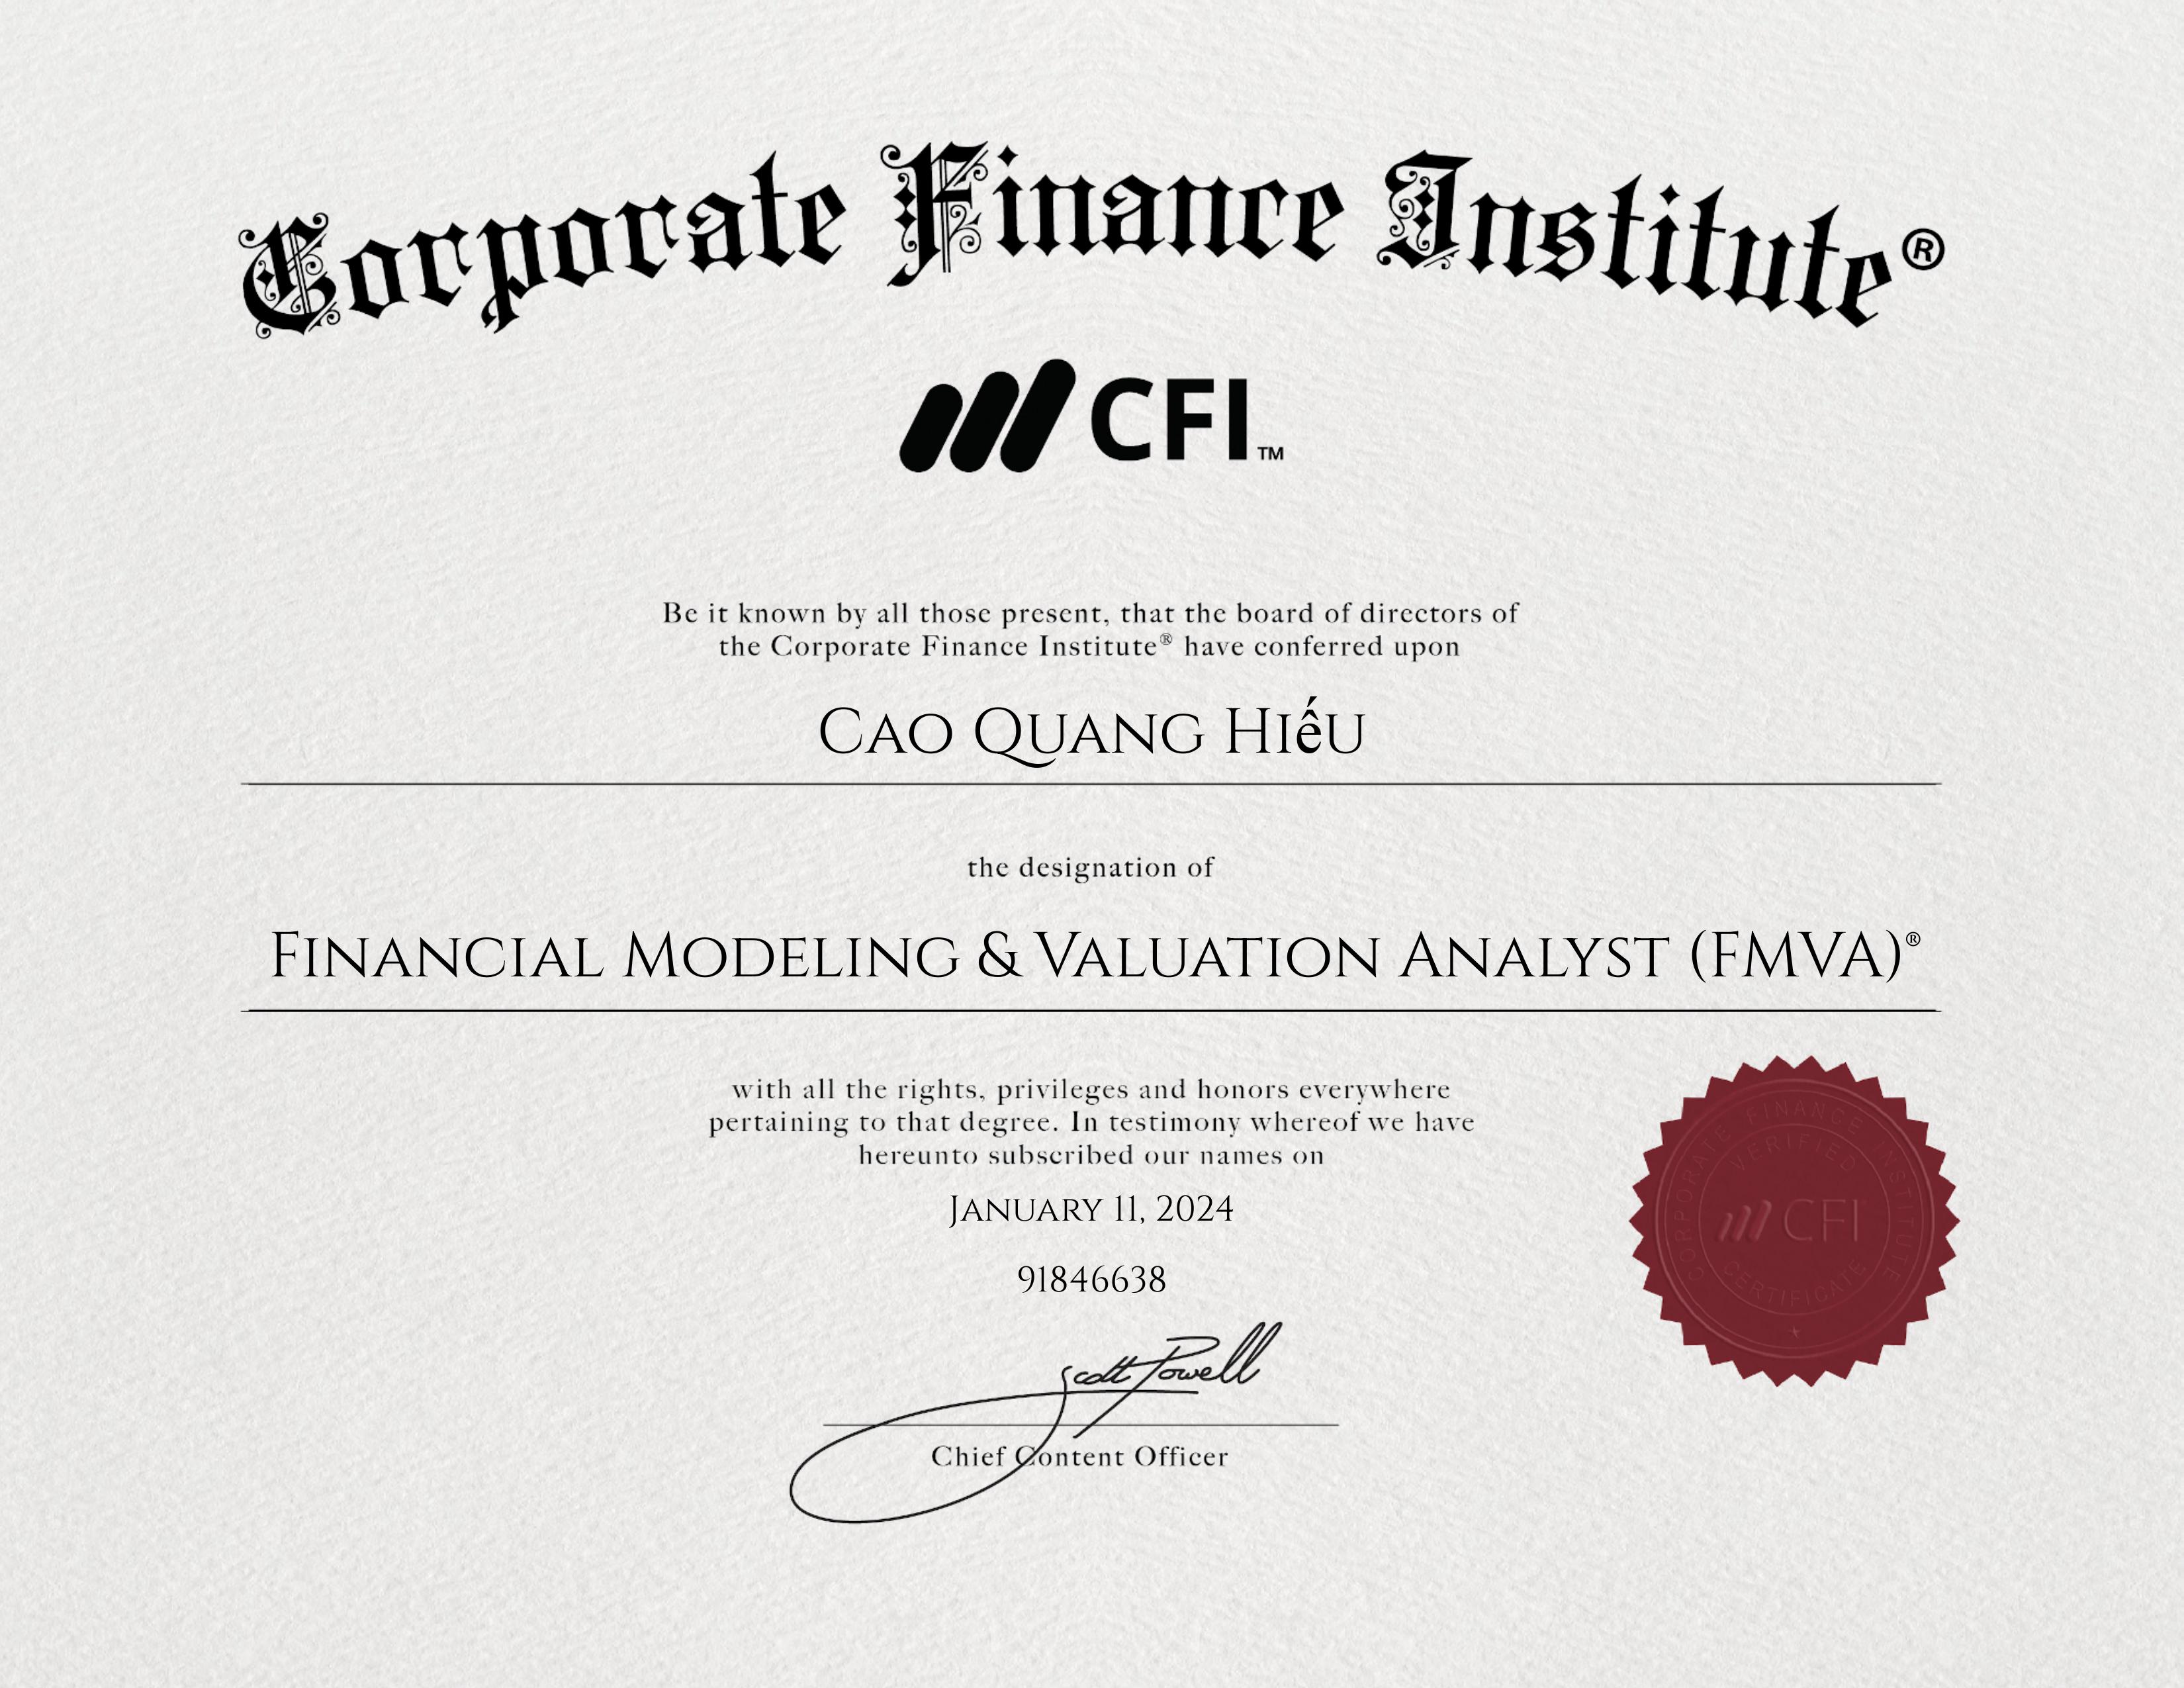 Corporate Finance Institute®
CFI™
Be it known by all those present, that the board of directors of
the Corporate Finance Institute® have conferred upon
Cao Quang Hiếu
the designation of
Financial Modeling & Valuation Analyst (FMVA)®
with all the rights, privileges and honors everywhere
pertaining to that degree. In testimony whereof we have
hereunto subscribed our names on
January 11, 2024
CORPORATE FINANCE INSTITUTE
VERIFIED
CFI
CERTIFICATE
91846638
Scott Powell
Chief Content Officer